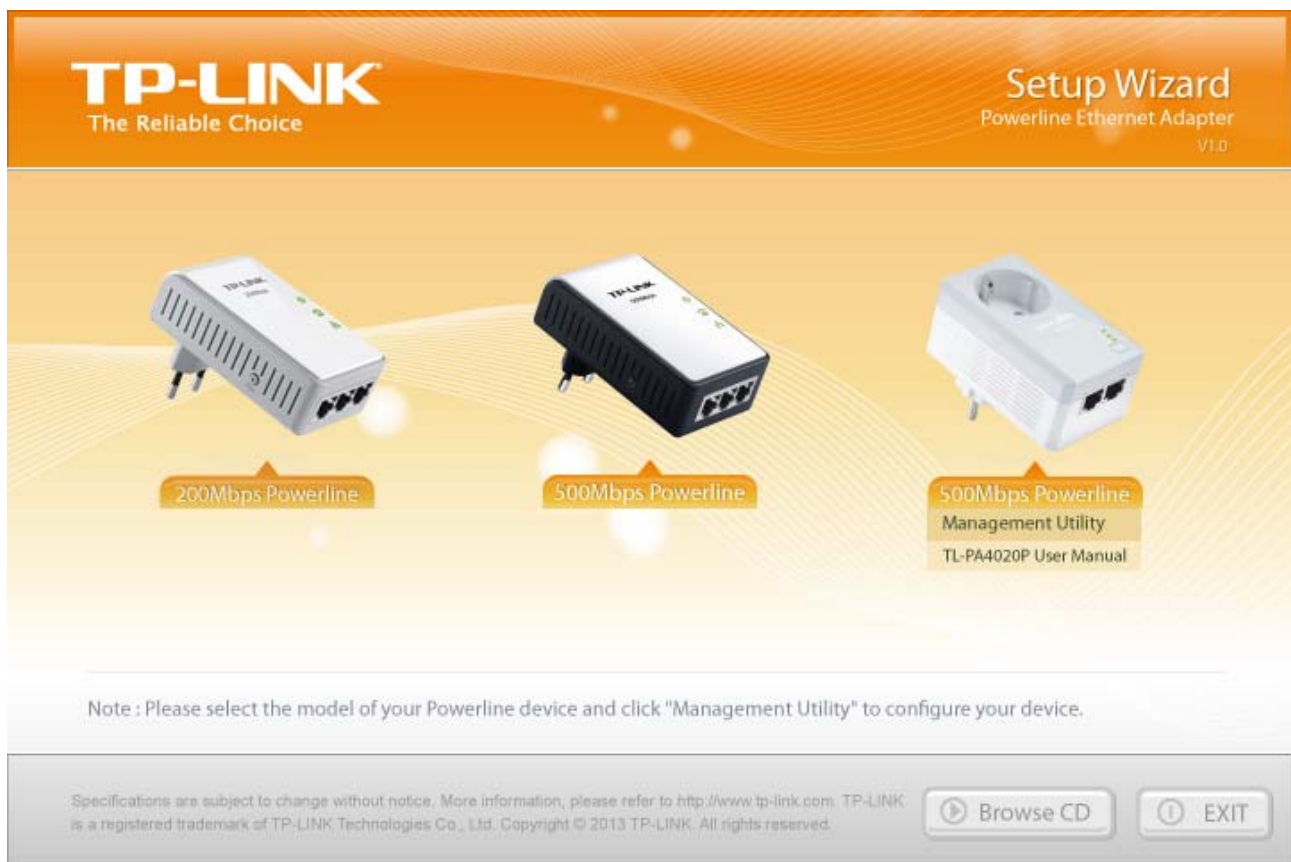 TP-LINK
The Reliable Choice
Setup Wizard
Powerline Ethernet Adapter
V1.0
TP-LINK
TP-LINK
200Mbps Powerline
500Mbps Powerline
500Mbps Powerline
Management Utility
TL-PA4020P User Manual
Note : Please select the model of your Powerline device and click "Management Utility" to configure your device.
Specifications are subject to change without notice. More information, please refer to http://www.tp-link.com. TP-LINK
is a registered trademark of TP-LINK Technologies Co., Ltd. Copyright © 2013 TP-LINK. All rights reserved.
Browse CD
EXIT